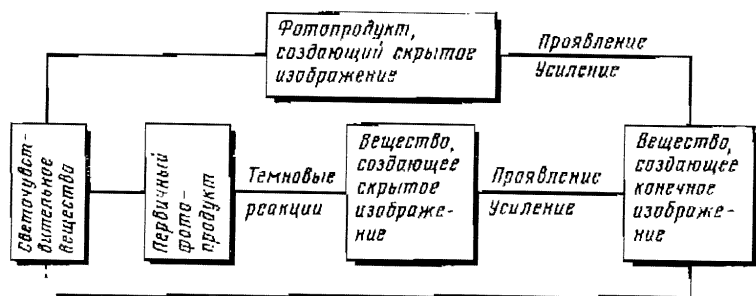 Фотопродукт,
создающий скрытое
изображение
Проявление
Усиление
Светочувст-
вительное
вещество
Первичный
фото-
продукт
Темновые
реакции
Вещество,
создающее
скрытое
изображе-
ние
Проявление
Усиление
Вещество,
создающее
конечное
изображе-
ние